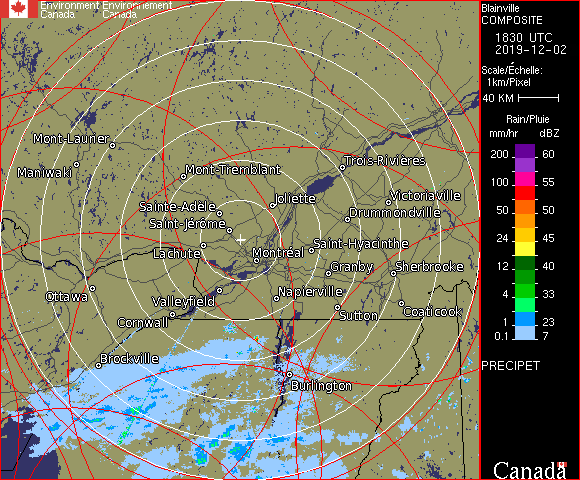 Environment Environnement
Canada Canada
Blainville
COMPOSITE
1830 UTC
2019-12-02
Scale/Échelle:
1km/Pixel
40 KM
Rain/Pluie
mm/hr dBZ
200 60
150 57
100 55
50 50
24 45
12 40
4 33
1 23
0.1 7
PRECIPET
Canada
Mont-Laurier
Maniwaki
Mont-Tremblant
Trois-Rivières
Joliette
Victoriaville
Sainte-Adèle
Drummondville
Saint-Jérôme
Lachute
Montréal
Saint-Hyacinthe
Granby
Sherbrooke
Ottawa
Valleyfield
Napierville
Cornwall
Sutton
Coaticook
Brockville
Burlington